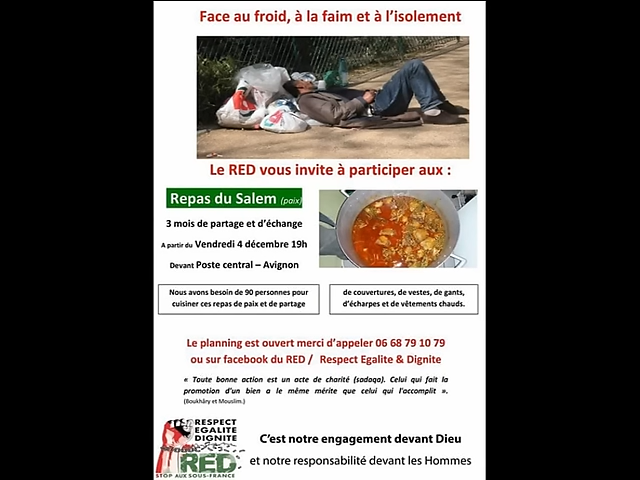 Face au froid, à la faim et à l'isolement
Le RED vous invite à participer aux :
Repas du Salem (paix)
3 mois de partage et d'échange
A partir du Vendredi 4 décembre 19h
Devant Poste central – Avignon
Nous avons besoin de 90 personnes pour
cuisiner ces repas de paix et de partage
de couvertures, de vestes, de gants,
d'écharpes et de vêtements chauds.
Le planning est ouvert merci d'appeler 06 68 79 10 79
ou sur facebook du RED / Respect Egalite & Dignite
« Toute bonne action est un acte de charité (sadaqa). Celui qui fait la
promotion d'un bien a le même mérite que celui qui l'accomplit ».
(Boukhâry et Mouslim.)
RESPECT
EGALITE
DIGNITE
RED
STOP AUX SOUS-FRANCE
C'est notre engagement devant Dieu
et notre responsabilité devant les Hommes